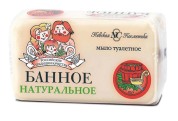 Невская Косметика
мыло туалетное
БАННОЕ
НАТУРАЛЬНОЕ